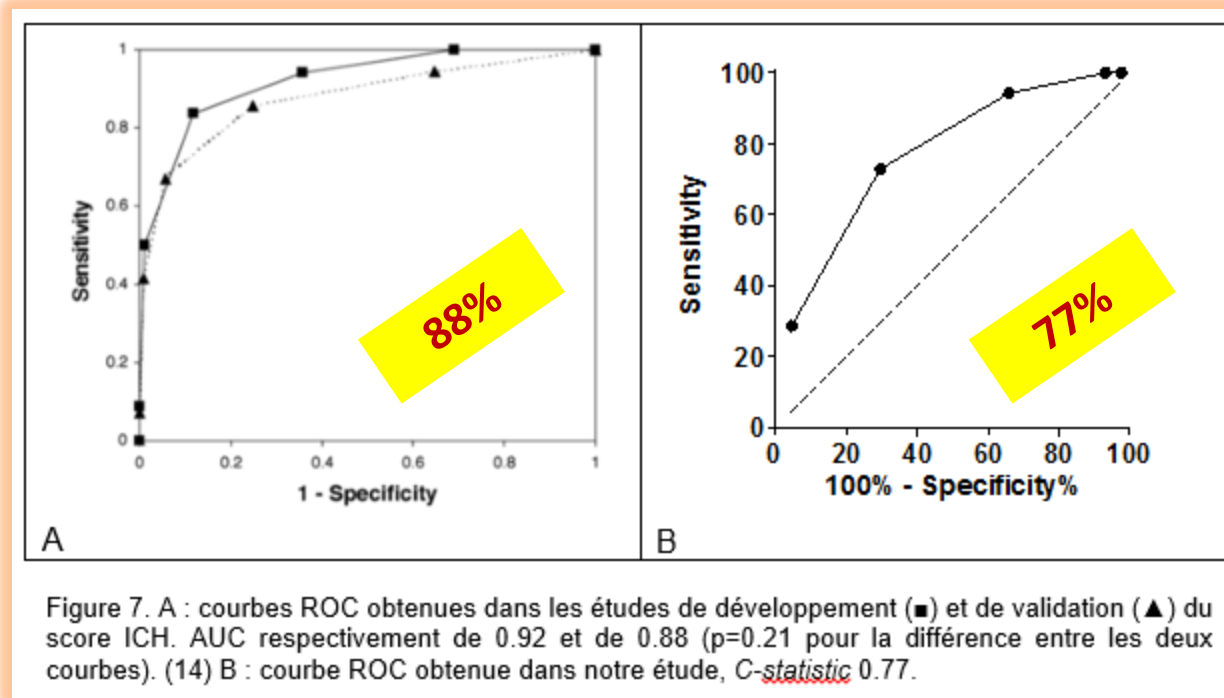 1
0.8
0.6
0.4
0.2
0
Sensitivity
0 0.2 0.4 0.6 0.8 1
1 - Specificity
88%
A
100
80
60
40
20
0
Sensitivity
0 20 40 60 80 100
100% - Specificity%
77%
B
Figure 7. A : courbes ROC obtenues dans les études de développement (■) et de validation (▲) du
score ICH. AUC respectivement de 0.92 et de 0.88 (p=0.21 pour la différence entre les deux
courbes). (14) B : courbe ROC obtenue dans notre étude, C-statistic 0.77.